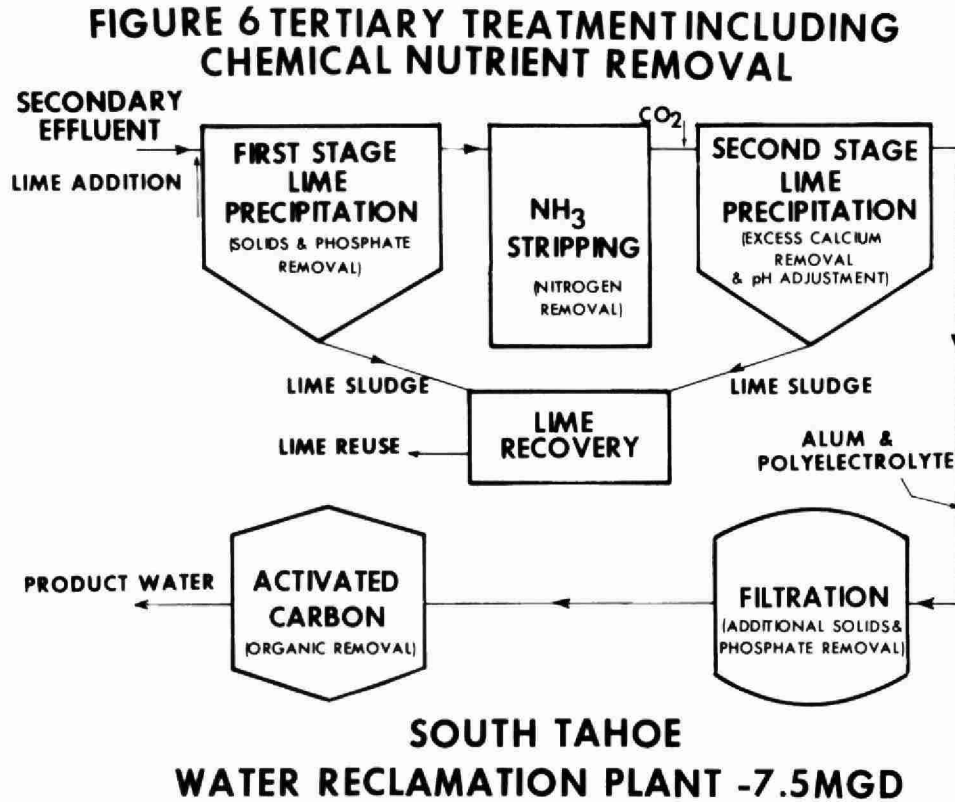 FIGURE 6 TERTIARY TREATMENT INCLUDING
CHEMICAL NUTRIENT REMOVAL
SECONDARY
EFFLUENT
LIME ADDITION
FIRST STAGE
LIME
PRECIPITATION
(SOLIDS & PHOSPHATE
REMOVAL)
NH3
STRIPPING
(NITROGEN
REMOVAL)
CO2
SECOND STAGE
LIME
PRECIPITATION
(EXCESS CALCIUM
REMOVAL
& pH ADJUSTMENT)
LIME SLUDGE
LIME SLUDGE
LIME
RECOVERY
LIME REUSE
ALUM &
POLYELECTROLYTE
FILTRATION
(ADDITIONAL SOLIDS &
PHOSPHATE REMOVAL)
ACTIVATED
CARBON
(ORGANIC REMOVAL)
PRODUCT WATER
SOUTH TAHOE
WATER RECLAMATION PLANT -7.5MGD